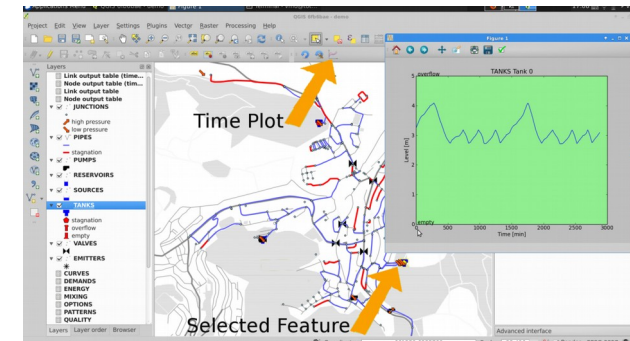 QGIS
Figure 1
Project Edit View Layer Settings Plugins Vector Raster Processing Help
Layers
Link output table (time...
Node output table (tim...
Link output table
Node output table
JUNCTIONS
high pressure
low pressure
PIPES
stagnation
PUMPS
RESERVOIRS
SOURCES
TANKS
stagnation
overflow
empty
VALVES
EMITTERS
CURVES
DEMANDS
ENERGY
MIXING
OPTIONS
PATTERNS
QUALITY
Layers Layer order Browser
Time Plot
Selected Feature
Figure 1
TANKS Tank 0
overflow
5
4
3
2
1
0
Level [m]
empty
0 500 1000 1500 2000 2500 3000
Time [min]
Advanced interface